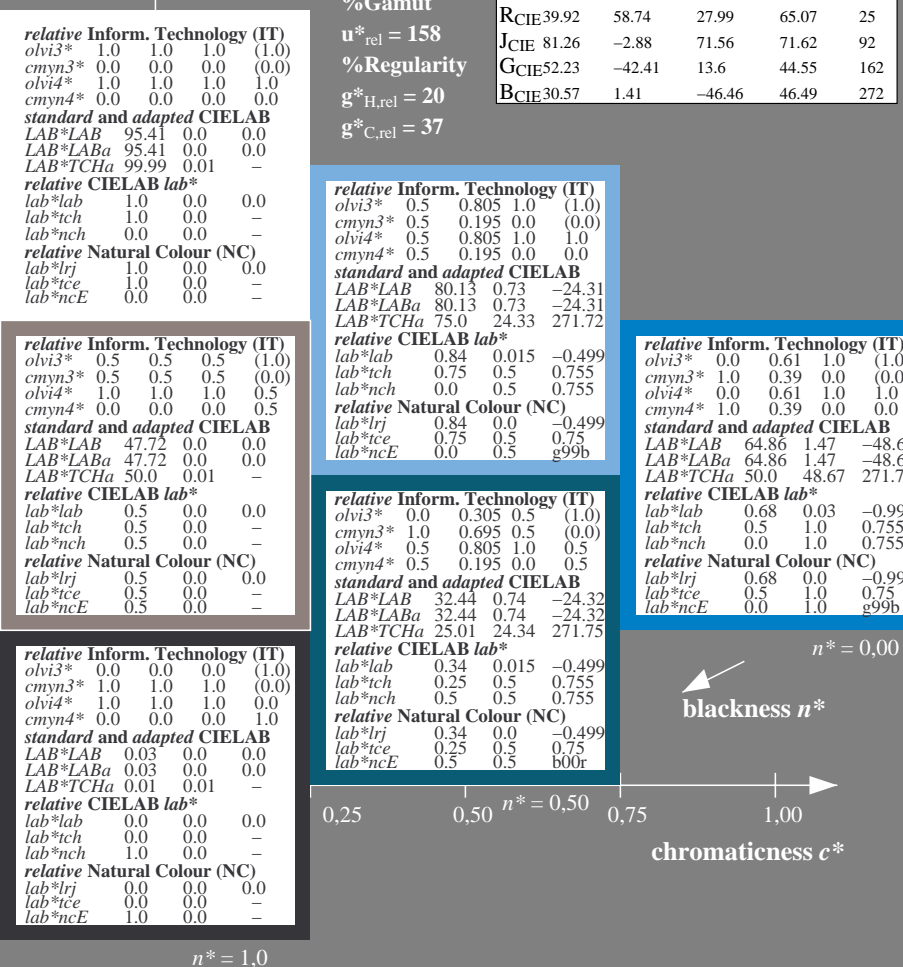 %Gamut
u*rel = 158
%Regularity
g*H,rel = 20
g*C,rel = 37
RCIE 39.92 58.74 27.99 65.07 25
JCIE 81.26 −2.88 71.56 71.62 92
GCIE 52.23 −42.41 13.6 44.55 162
BCIE 30.57 1.41 −46.46 46.49 272
relative Inform. Technology (IT)
olvi3* 1.0 1.0 1.0 (1.0)
cmyn3* 0.0 0.0 0.0 (0.0)
olvi4* 1.0 1.0 1.0 1.0
cmyn4* 0.0 0.0 0.0 0.0
standard and adapted CIELAB
LAB*LAB 95.41 0.0 0.0
LAB*LABa 95.41 0.0 0.0
LAB*TCHa 99.99 0.01 –
relative CIELAB lab*
lab*lab 1.0 0.0 0.0
lab*tch 1.0 0.0 –
lab*nch 0.0 0.0 –
relative Natural Colour (NC)
lab*lrj 1.0 0.0 0.0
lab*tce 1.0 0.0 –
lab*ncE 0.0 0.0 –
relative Inform. Technology (IT)
olvi3* 0.5 0.805 1.0 (1.0)
cmyn3* 0.5 0.195 0.0 (0.0)
olvi4* 0.5 0.805 1.0 1.0
cmyn4* 0.5 0.195 0.0 0.0
standard and adapted CIELAB
LAB*LAB 80.13 0.73 −24.31
LAB*LABa 80.13 0.73 −24.31
LAB*TCHa 75.0 24.33 271.72
relative CIELAB lab*
lab*lab 0.84 0.015 −0.499
lab*tch 0.75 0.5 0.755
lab*nch 0.0 0.5 0.755
relative Natural Colour (NC)
lab*lrj 0.84 0.0 −0.499
lab*tce 0.75 0.5 0.75
lab*ncE 0.0 0.5 g99b
relative Inform. Technology (IT)
olvi3* 0.5 0.5 0.5 (1.0)
cmyn3* 0.5 0.5 0.5 (0.0)
olvi4* 1.0 1.0 1.0 0.5
cmyn4* 0.0 0.0 0.0 0.5
standard and adapted CIELAB
LAB*LAB 47.72 0.0 0.0
LAB*LABa 47.72 0.0 0.0
LAB*TCHa 50.0 0.01 –
relative CIELAB lab*
lab*lab 0.5 0.0 0.0
lab*tch 0.5 0.0 –
lab*nch 0.5 0.0 –
relative Natural Colour (NC)
lab*lrj 0.5 0.0 0.0
lab*tce 0.5 0.0 –
lab*ncE 0.5 0.0 –
relative Inform. Technology (IT)
olvi3* 0.0 0.61 1.0 (1.0
cmyn3* 1.0 0.39 0.0 (0.0
olvi4* 0.0 0.61 1.0 1.0
cmyn4* 1.0 0.39 0.0 0.0
standard and adapted CIELAB
LAB*LAB 64.86 1.47 −48.6
LAB*LABa 64.86 1.47 −48.6
LAB*TCHa 50.0 48.67 271.7
relative CIELAB lab*
lab*lab 0.68 0.03 −0.99
lab*tch 0.5 1.0 0.755
lab*nch 0.0 1.0 0.755
relative Natural Colour (NC)
lab*lrj 0.68 0.0 −0.99
lab*tce 0.5 1.0 0.75
lab*ncE 0.0 1.0 g99b
relative Inform. Technology (IT)
olvi3* 0.0 0.305 0.5 (1.0)
cmyn3* 1.0 0.695 0.5 (0.0)
olvi4* 0.5 0.805 1.0 0.5
cmyn4* 0.5 0.195 0.0 0.5
standard and adapted CIELAB
LAB*LAB 32.44 0.74 −24.32
LAB*LABa 32.44 0.74 −24.32
LAB*TCHa 25.01 24.34 271.75
relative CIELAB lab*
lab*lab 0.34 0.015 −0.499
lab*tch 0.25 0.5 0.755
lab*nch 0.5 0.5 0.755
relative Natural Colour (NC)
lab*lrj 0.34 0.0 −0.499
lab*tce 0.25 0.5 0.75
lab*ncE 0.5 0.5 b00r
relative Inform. Technology (IT)
olvi3* 0.0 0.0 0.0 (1.0)
cmyn3* 1.0 1.0 1.0 (0.0)
olvi4* 1.0 1.0 1.0 0.0
cmyn4* 0.0 0.0 0.0 1.0
standard and adapted CIELAB
LAB*LAB 0.03 0.0 0.0
LAB*LABa 0.03 0.0 0.0
LAB*TCHa 0.01 0.01 –
relative CIELAB lab*
lab*lab 0.0 0.0 0.0
lab*tch 0.0 0.0 –
lab*nch 1.0 0.0 –
relative Natural Colour (NC)
lab*lrj 0.0 0.0 0.0
lab*tce 0.0 0.0 –
lab*ncE 1.0 0.0 –
n* = 0,00
blackness n*
n* = 0,50
0,25 0,50 0,75 1,00
chromaticness c*
n* = 1,0